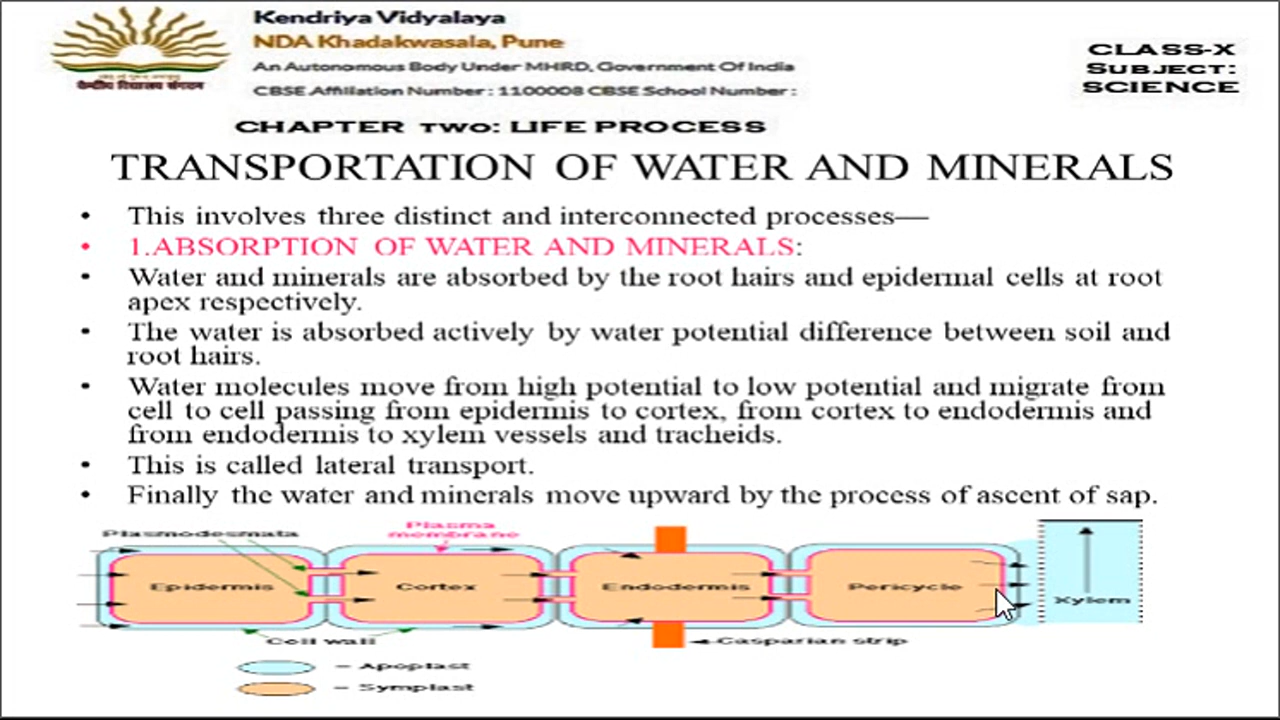 Kendriya Vidyalaya
NDA Khadakwasala, Pune
An Autonomous Body Under MHRD, Government Of India
CBSE Affiliation Number : 1100008 CBSE School Number :
केन्द्रीय विद्यालय संगठन
CLASS-X
SUBJECT:
SCIENCE
CHAPTER TWO: LIFE PROCESS
TRANSPORTATION OF WATER AND MINERALS
• This involves three distinct and interconnected processes—
• 1.ABSORPTION OF WATER AND MINERALS:
• Water and minerals are absorbed by the root hairs and epidermal cells at root
apex respectively.
• The water is absorbed actively by water potential difference between soil and
root hairs.
• Water molecules move from high potential to low potential and migrate from
cell to cell passing from epidermis to cortex, from cortex to endodermis and
from endodermis to xylem vessels and tracheids.
• This is called lateral transport.
• Finally the water and minerals move upward by the process of ascent of sap.
Plasmodesmata
Plasma
membrane
Epidermis
Cortex
Endodermis
Pericycle
Xylem
Cell wall
Casparian strip
– Apoplast
– Symplast